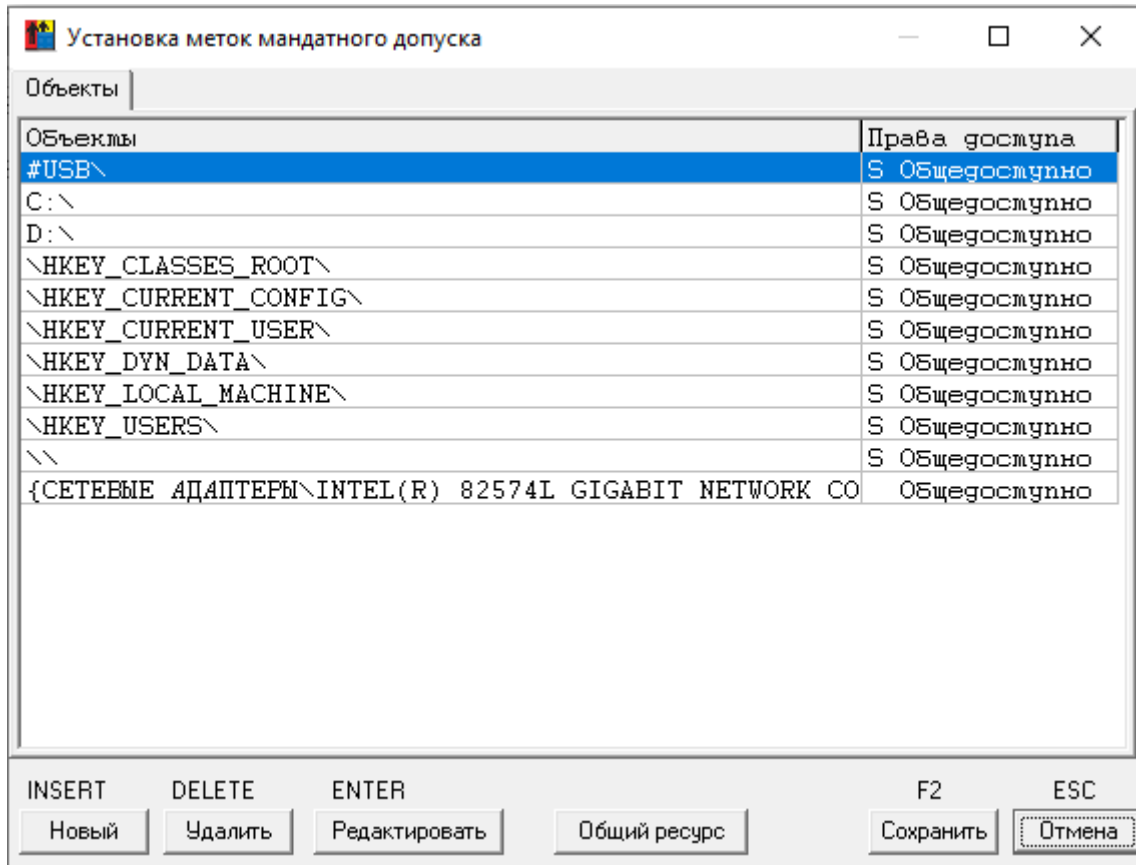 Установка меток мандатного допуска
Объекты
Объекты Права доступа
#USB\ S Общедоступно
C:\ S Общедоступно
D:\ S Общедоступно
\HKEY_CLASSES_ROOT\ S Общедоступно
\HKEY_CURRENT_CONFIG\ S Общедоступно
\HKEY_CURRENT_USER\ S Общедоступно
\HKEY_DYN_DATA\ S Общедоступно
\HKEY_LOCAL_MACHINE\ S Общедоступно
\HKEY_USERS\ S Общедоступно
\\ S Общедоступно
{СЕТЕВЫЕ АДАПТЕРЫ\INTEL(R) 82574L GIGABIT NETWORK CO Общедоступно
INSERT DELETE ENTER F2 ESC
Новый Удалить Редактировать Общий ресурс Сохранить Отмена